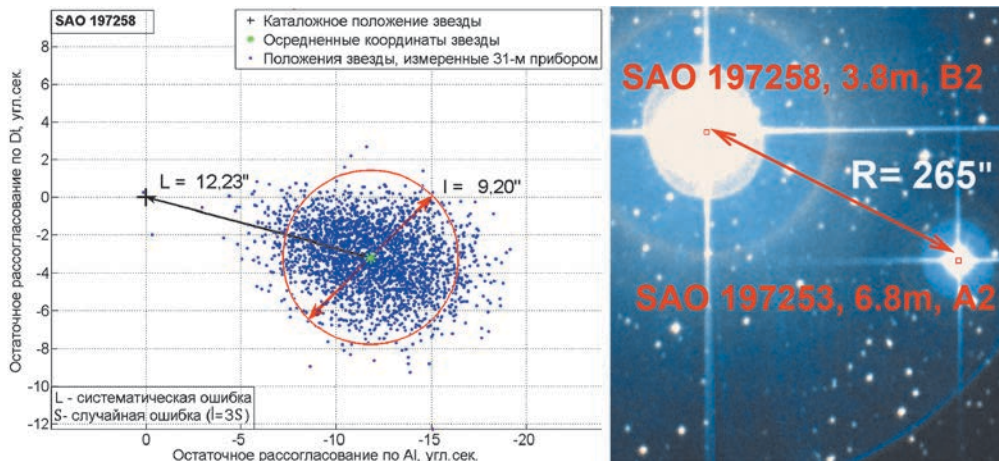 SAO 197258
+ Каталожное положение звезды
* Осредненные координаты звезды
• Положения звезды, измеренные 31-м прибором
Остаточное рассогласование по Dl, угл.сек.
8
6
4
2
0
-2
-4
-6
-8
-10
-12
L = 12,23"
l = 9,20"
L - систематическая ошибка
S- случайная ошибка (l=3S)
0
-5
-10
-15
-20
Остаточное рассогласование по Al, угл.сек.
SAO 197258, 3.8m, B2
R= 265"
SAO 197253, 6.8m, A2